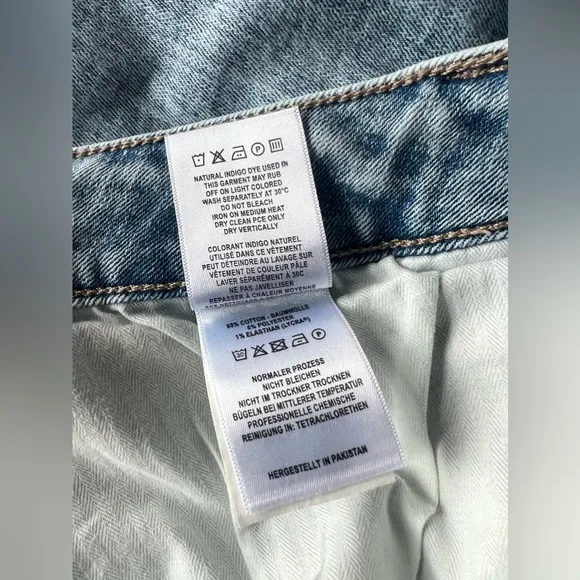 NATURAL INDIGO DYE USED IN
THIS GARMENT MAY RUB
OFF ON LIGHT COLORED
WASH SEPARATELY AT 30°C
DO NOT BLEACH
IRON ON MEDIUM HEAT
DRY CLEAN PCE ONLY
DRY VERTICALLY
COLORANT INDIGO NATUREL
UTILISÉ DANS CE VÊTEMENT
PEUT DÉTEINDRE AU LAVAGE SUR
VÊTEMENT DE COULEUR PÂLE
LAVER SÉPARÉMENT À 30C
NE PAS JAVELLISER
REPASSER À CHALEUR MOYENNE
93% COTTON - BAUMWOLLE
6% POLYESTER
1% ELASTHAN (LYCRA®)
30
NORMALER PROZESS
NICHT BLEICHEN
NICHT IM TROCKNER TROCKNEN
BÜGELN BEI MITTLERER TEMPERATUR
PROFESSIONELLE CHEMISCHE
REINIGUNG IN: TETRACHLORETHEN
HERGESTELLT IN PAKISTAN